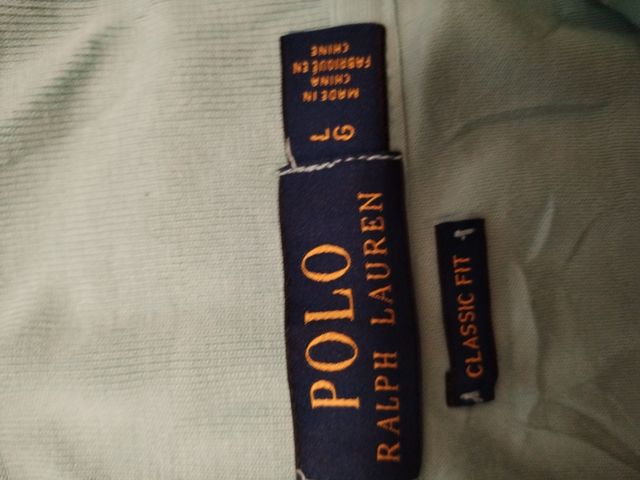 POLO
RALPH LAUREN
L
G
MADE IN
CHINA
FABRIQUÉ EN
CHINE
CLASSIC FIT